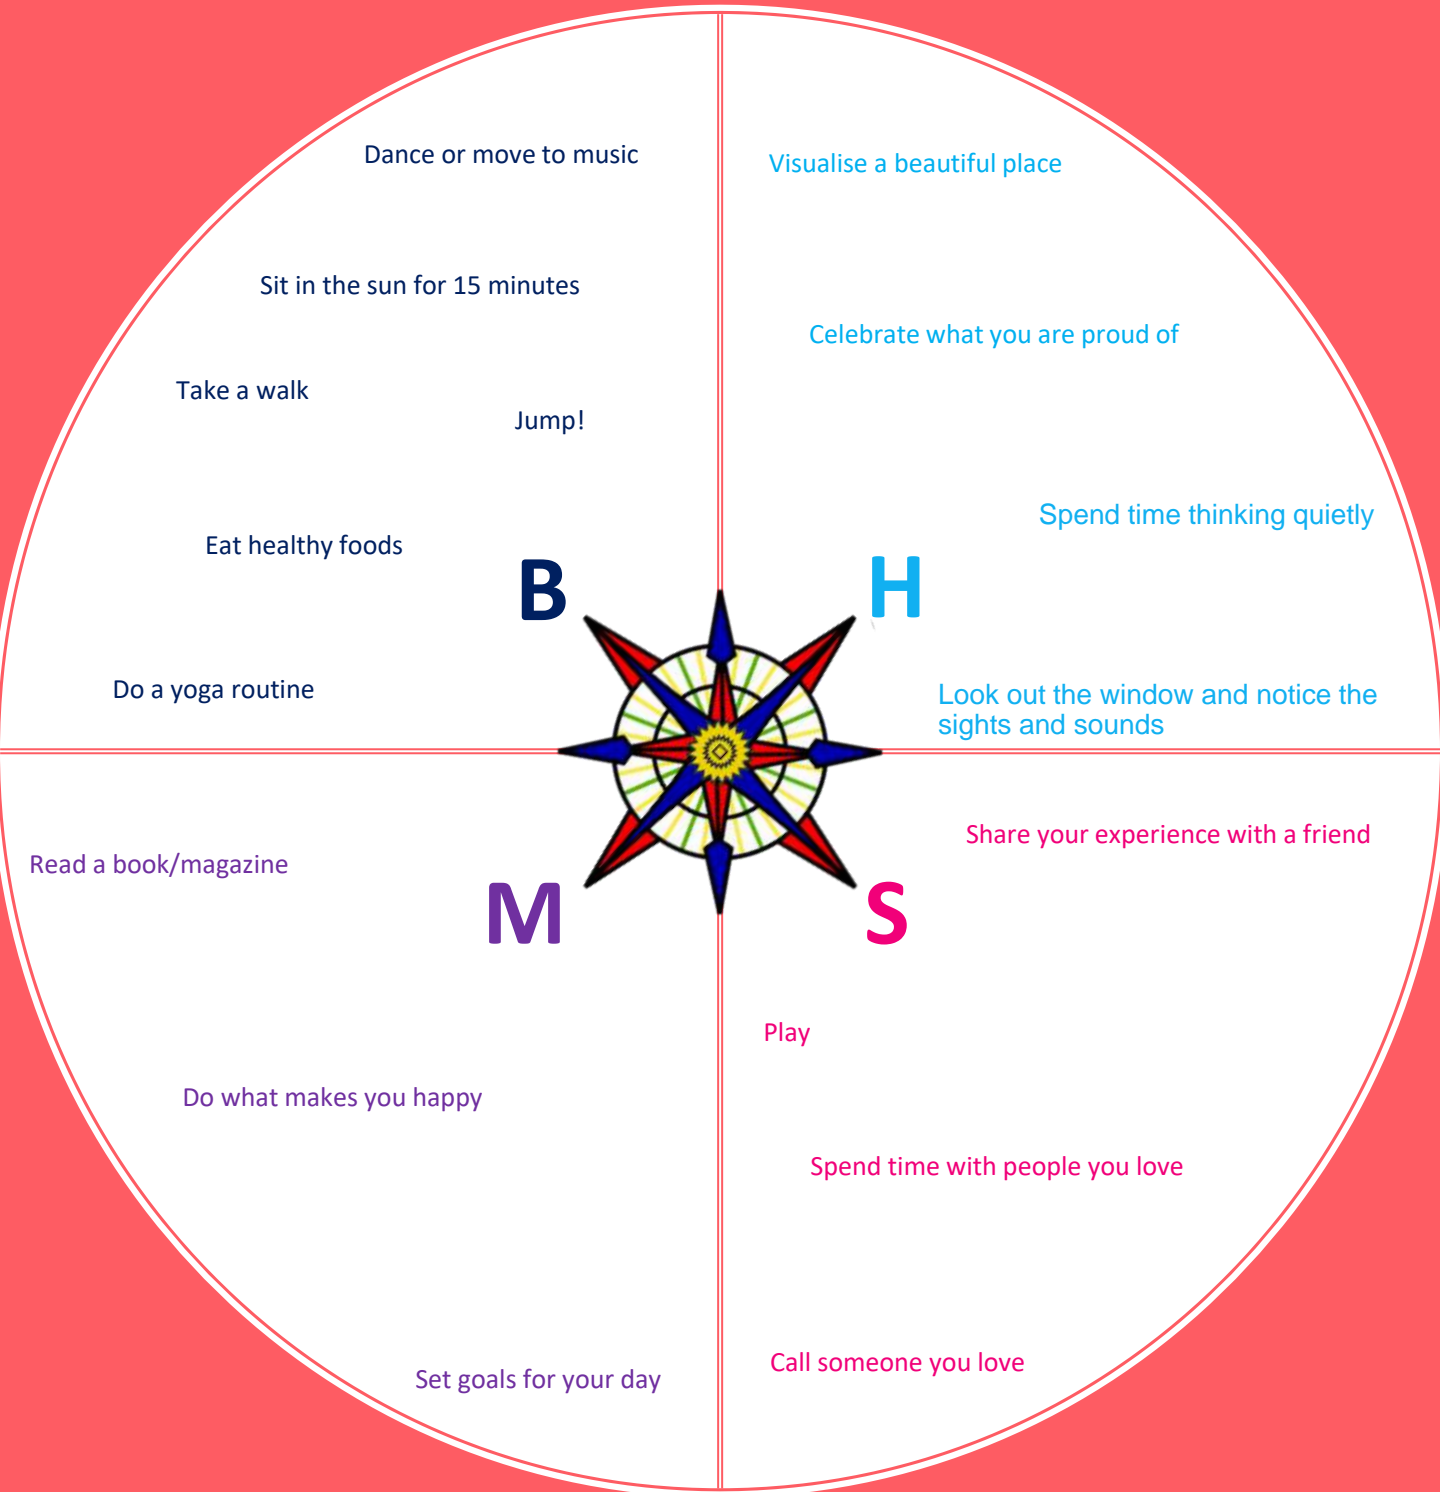 Dance or move to music
Sit in the sun for 15 minutes
Take a walk
Jump!
Eat healthy foods
B
Do a yoga routine
Visualise a beautiful place
Celebrate what you are proud of
Spend time thinking quietly
H
Look out the window and notice the
sights and sounds
Read a book/magazine
M
Do what makes you happy
Set goals for your day
Share your experience with a friend
S
Play
Spend time with people you love
Call someone you love